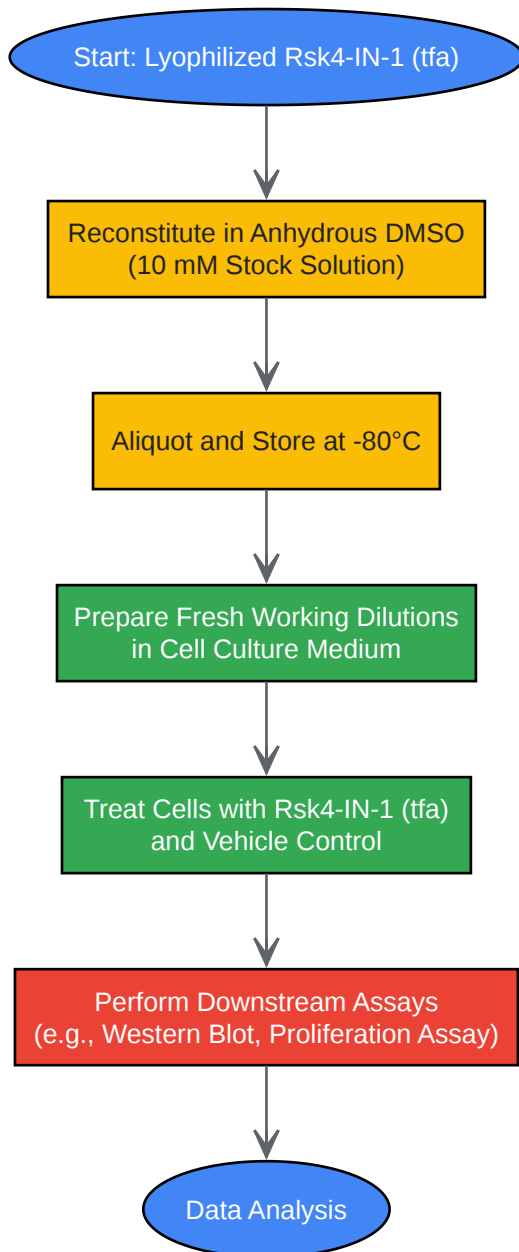 Start: Lyophilized Rsk4-IN-1 (tfa)
Reconstitute in Anhydrous DMSO
(10 mM Stock Solution)
Aliquot and Store at -80°C
Prepare Fresh Working Dilutions
in Cell Culture Medium
Treat Cells with Rsk4-IN-1 (tfa)
and Vehicle Control
Perform Downstream Assays
(e.g., Western Blot, Proliferation Assay)
Data Analysis